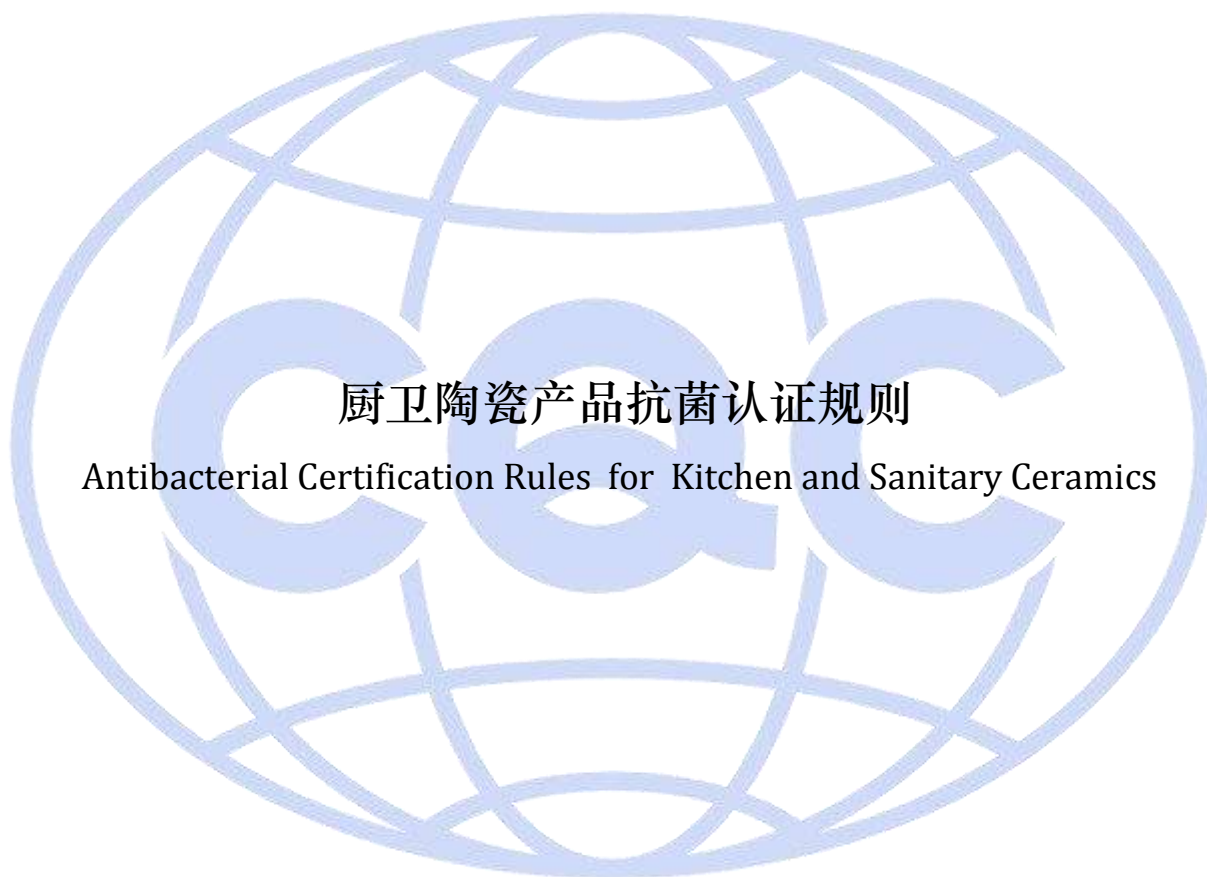 厨卫陶瓷产品抗菌认证规则
Antibacterial Certification Rules for Kitchen and Sanitary Ceramics
CQC